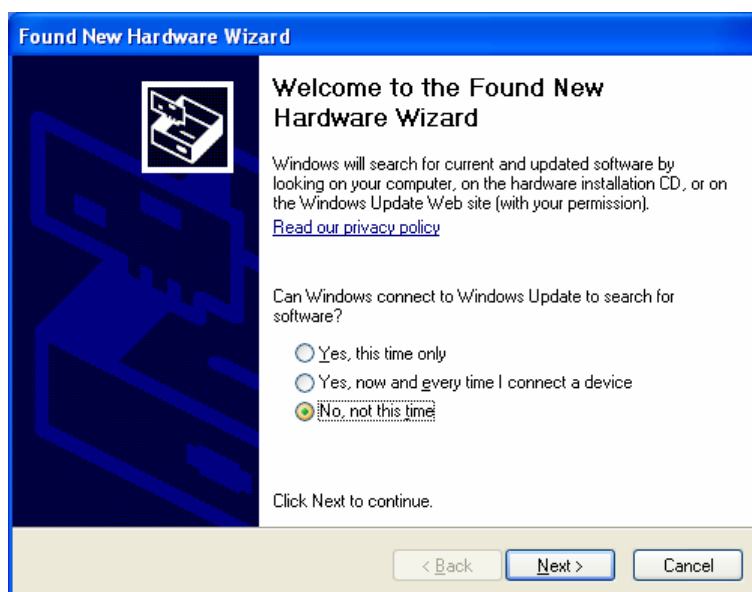 Found New Hardware Wizard
Welcome to the Found New
Hardware Wizard
Windows will search for current and updated software by
looking on your computer, on the hardware installation CD, or on
the Windows Update Web site (with your permission).
Read our privacy policy
Can Windows connect to Windows Update to search for
software?
Yes, this time only
Yes, now and every time I connect a device
No, not this time
Click Next to continue.
< Back
Next >
Cancel